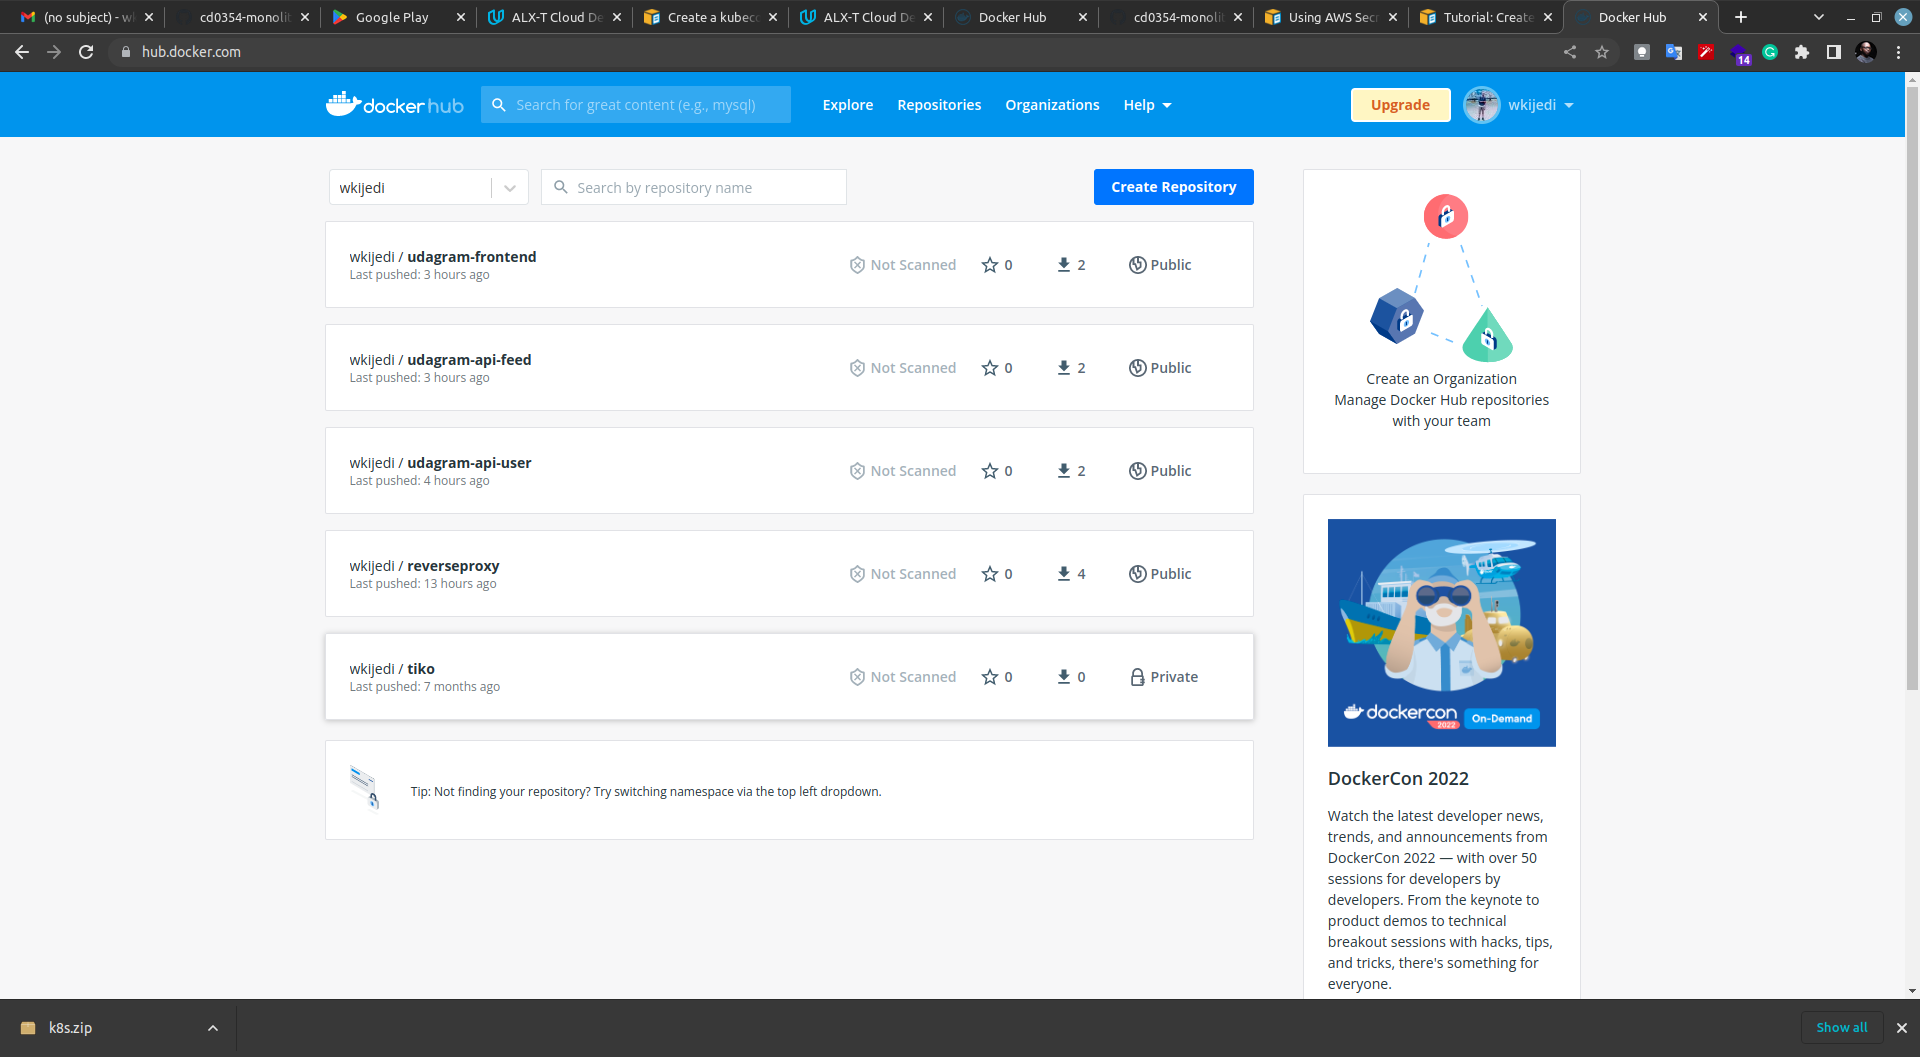 (no subject) - wk
cd0354-monolit
Google Play
ALX-T Cloud De
Create a kubeco
ALX-T Cloud De
Docker Hub
cd0354-monolit
Using AWS Secr
Tutorial: Create
Docker Hub
hub.docker.com
14
docker hub
Search for great content (e.g., mysql)
Explore
Repositories
Organizations
Help
Upgrade
wkijedi
wkijedi
Search by repository name
Create Repository
wkijedi / udagram-frontend
Last pushed: 3 hours ago
Not Scanned
0
2
Public
wkijedi / udagram-api-feed
Last pushed: 3 hours ago
Not Scanned
0
2
Public
wkijedi / udagram-api-user
Last pushed: 4 hours ago
Not Scanned
0
2
Public
wkijedi / reverseproxy
Last pushed: 13 hours ago
Not Scanned
0
4
Public
wkijedi / tiko
Last pushed: 7 months ago
Not Scanned
0
0
Private
Tip: Not finding your repository? Try switching namespace via the top left dropdown.
Create an Organization
Manage Docker Hub repositories
with your team
dockercon
2022
On-Demand
DockerCon 2022
Watch the latest developer news,
trends, and announcements from
DockerCon 2022 — with over 50
sessions for developers by
developers. From the keynote to
product demos to technical
breakout sessions with hacks, tips,
and tricks, there's something for
everyone.
k8s.zip
Show all